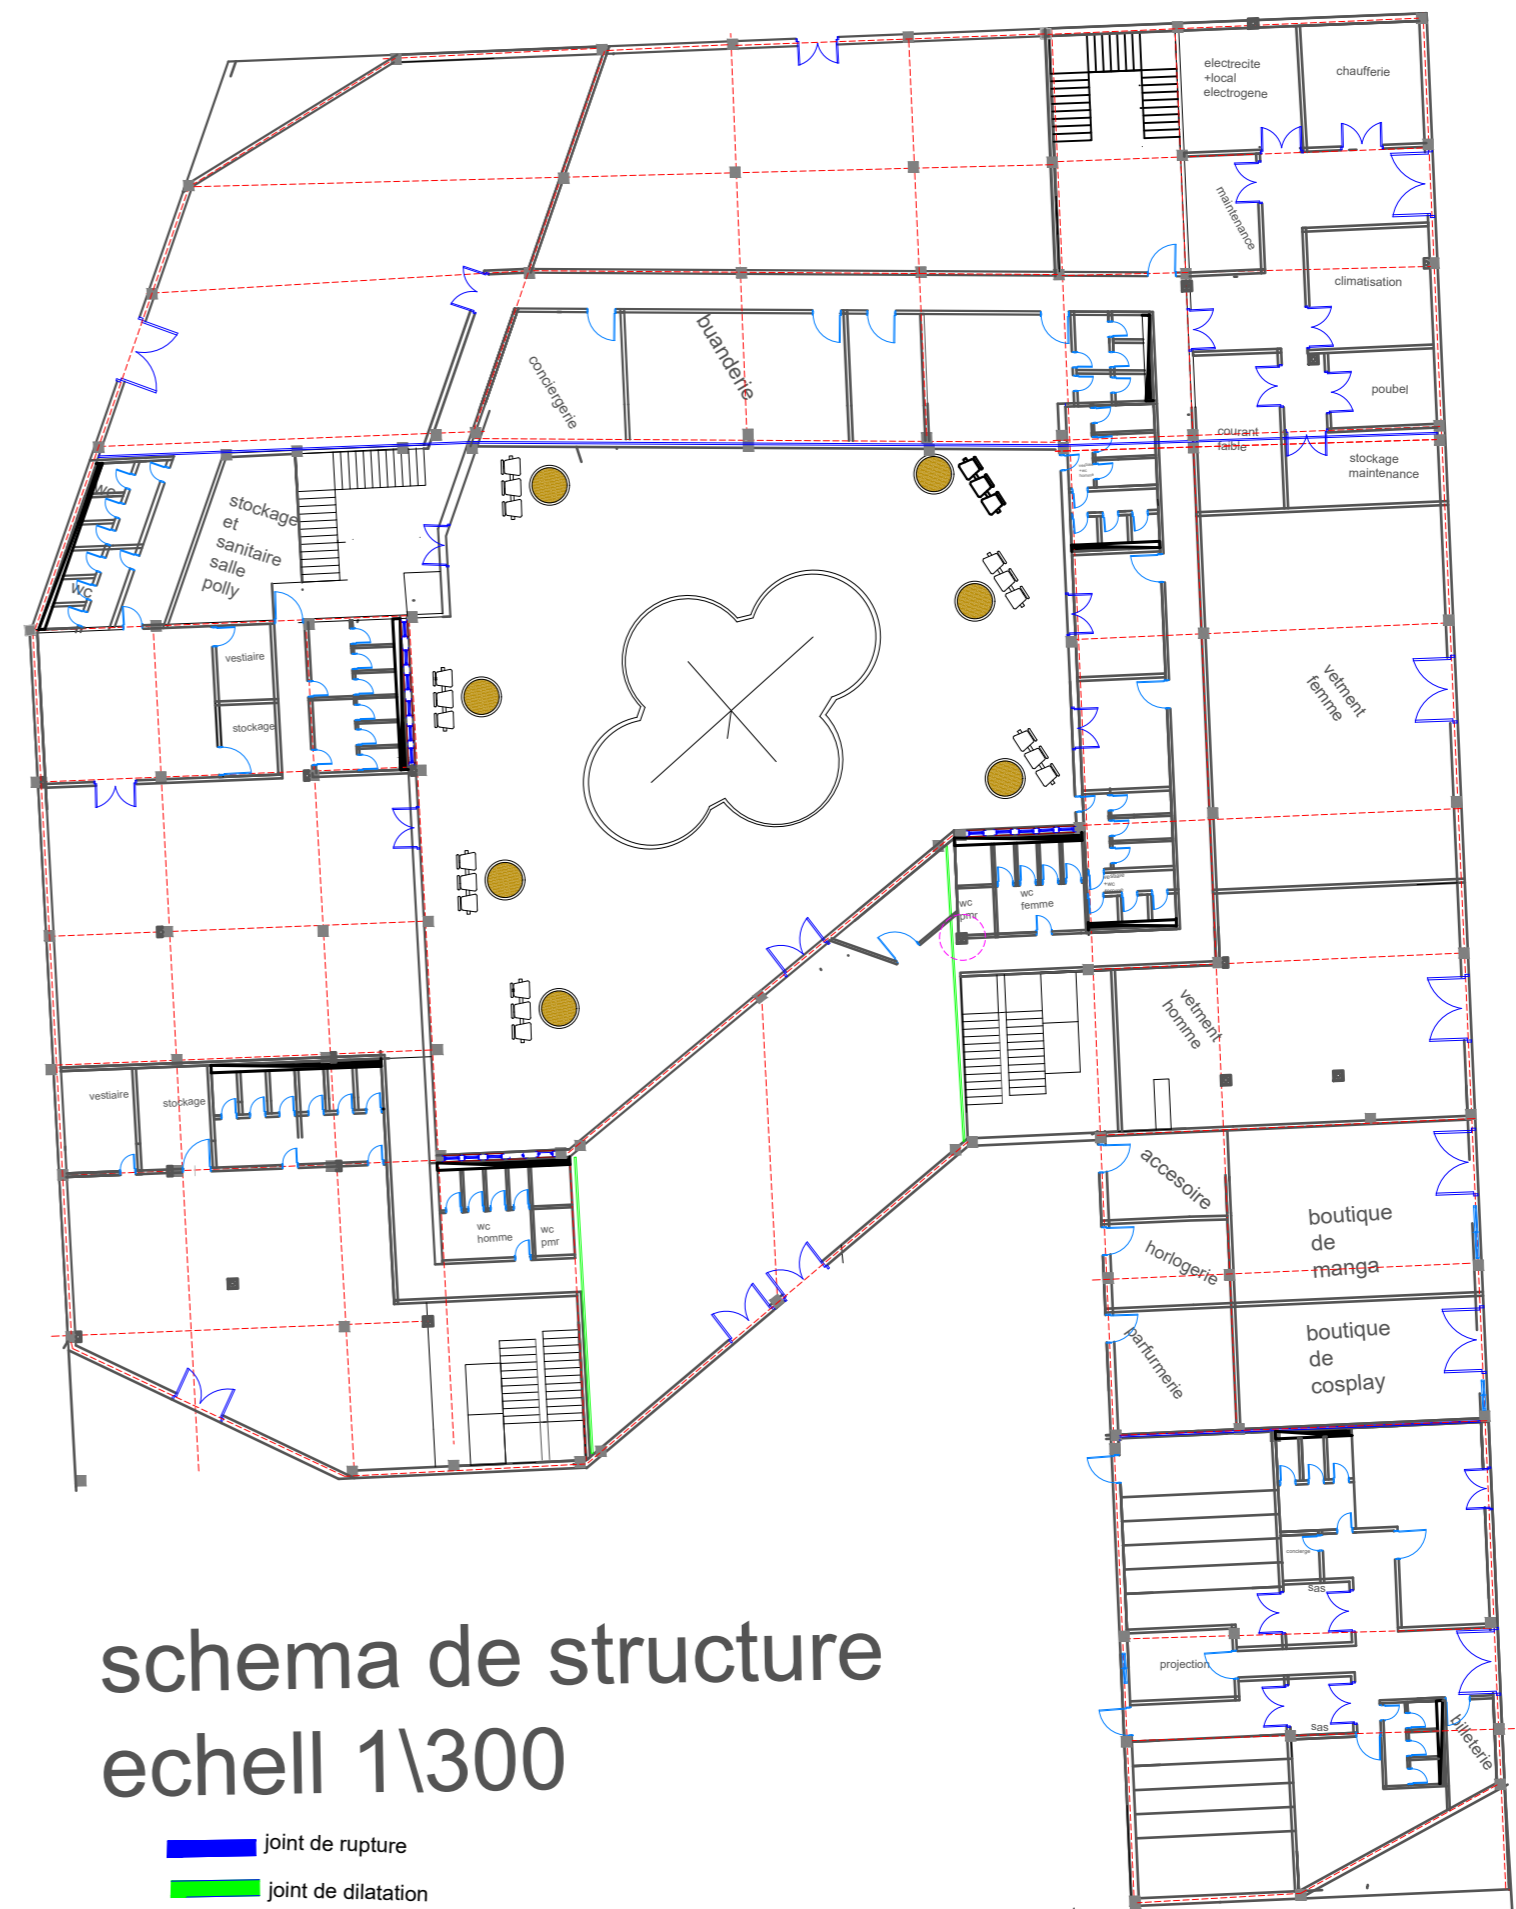 electrecite
+local
electrogene
chaufferie
maintenance
climatisation
conciergerie
buanderie
poubel
courant
faible
stockage
maintenance
wc
stockage
et
sanitaire
salle
polly
wc
vestiaire
stockage
vetment
femme
wc
pmr
wc
femme
vetment
homme
vestiaire
stockage
accesoire
boutique
de
manga
wc
homme
wc
pmr
horlogerie
parfurmerie
boutique
de
cosplay
concierge
sas
projection
sas
billeterie
schema de structure
echell 1\300
joint de rupture
joint de dilatation